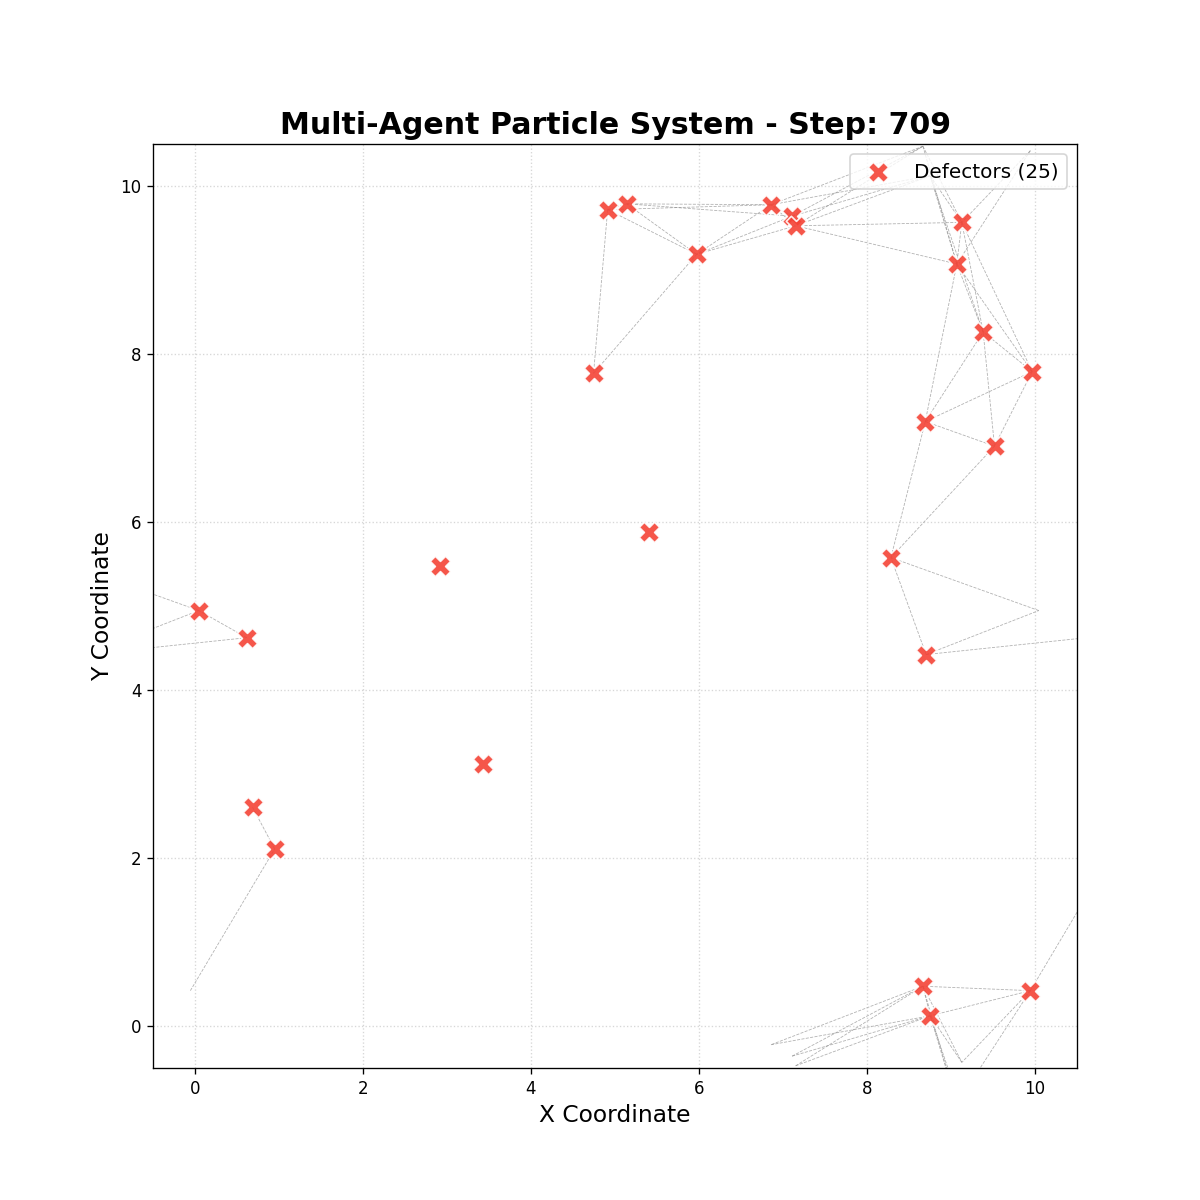 Multi-Agent Particle System - Step: 709
Defectors (25)
10
8
6
4
2
0
Y Coordinate
0 2 4 6 8 10
X Coordinate